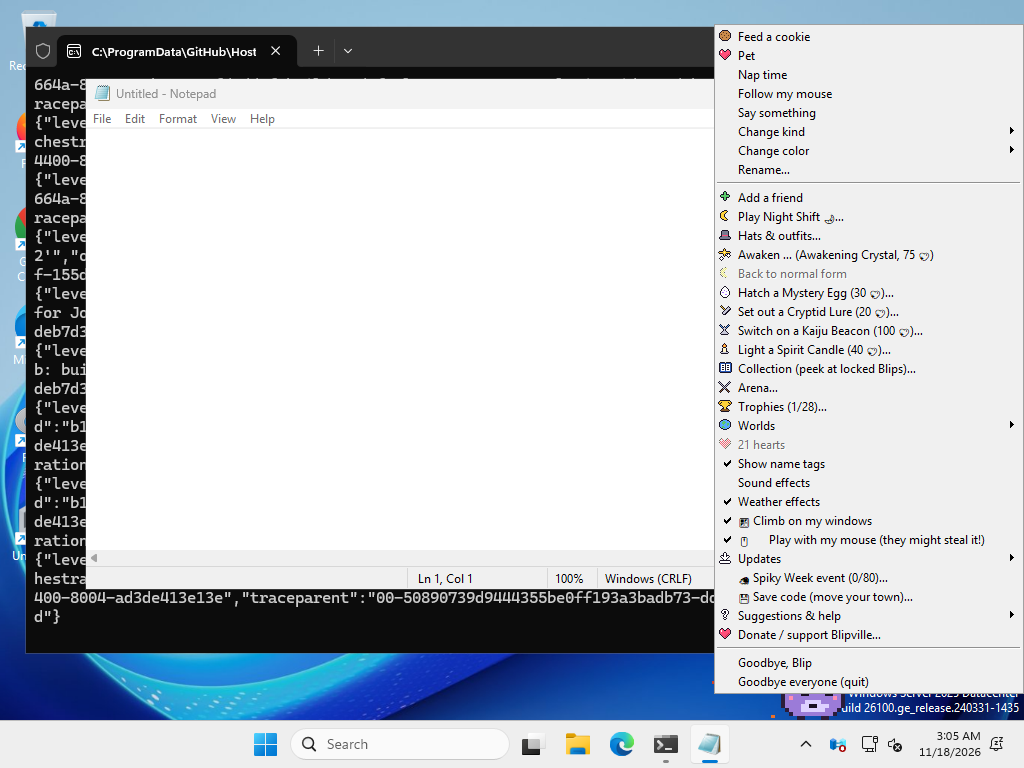 Rec
C:\ProgramData\GitHub\Host
664a-8
racepa
{"leve
chestr
4400-8
{"leve
664a-8
racepa
{"leve
2'","c
f-155d
{"leve
for Jo
deb7d3
{"leve
b: bui
deb7d3
{"leve
d":"b1
de413e
ration
{"leve
d":"b1
de413e
ration
{"leve
hestra
400-8004-ad3de413e13e","traceparent":"00-50890739d9444355be0ff193a3badb73-dc
d"}
Untitled - Notepad
File Edit Format View Help
Ln 1, Col 1 100% Windows (CRLF)
Feed a cookie
Pet
Nap time
Follow my mouse
Say something
Change kind
Change color
Rename...
Add a friend
Play Night Shift 🌙...
Hats & outfits...
Awaken ... (Awakening Crystal, 75 ♡)
Back to normal form
Hatch a Mystery Egg (30 ♡)...
Set out a Cryptid Lure (20 ♡)...
Switch on a Kaiju Beacon (100 ♡)...
Light a Spirit Candle (40 ♡)...
Collection (peek at locked Blips)...
Arena...
Trophies (1/28)...
Worlds
21 hearts
Show name tags
Sound effects
Weather effects
Climb on my windows
Play with my mouse (they might steal it!)
Updates
Spiky Week event (0/80)...
Save code (move your town)...
Suggestions & help
Donate / support Blipville...
Goodbye, Blip
Goodbye everyone (quit)
Windows Server 2025 Datacenter
uild 26100.ge_release.240331-1435
Search
3:05 AM
11/18/2026